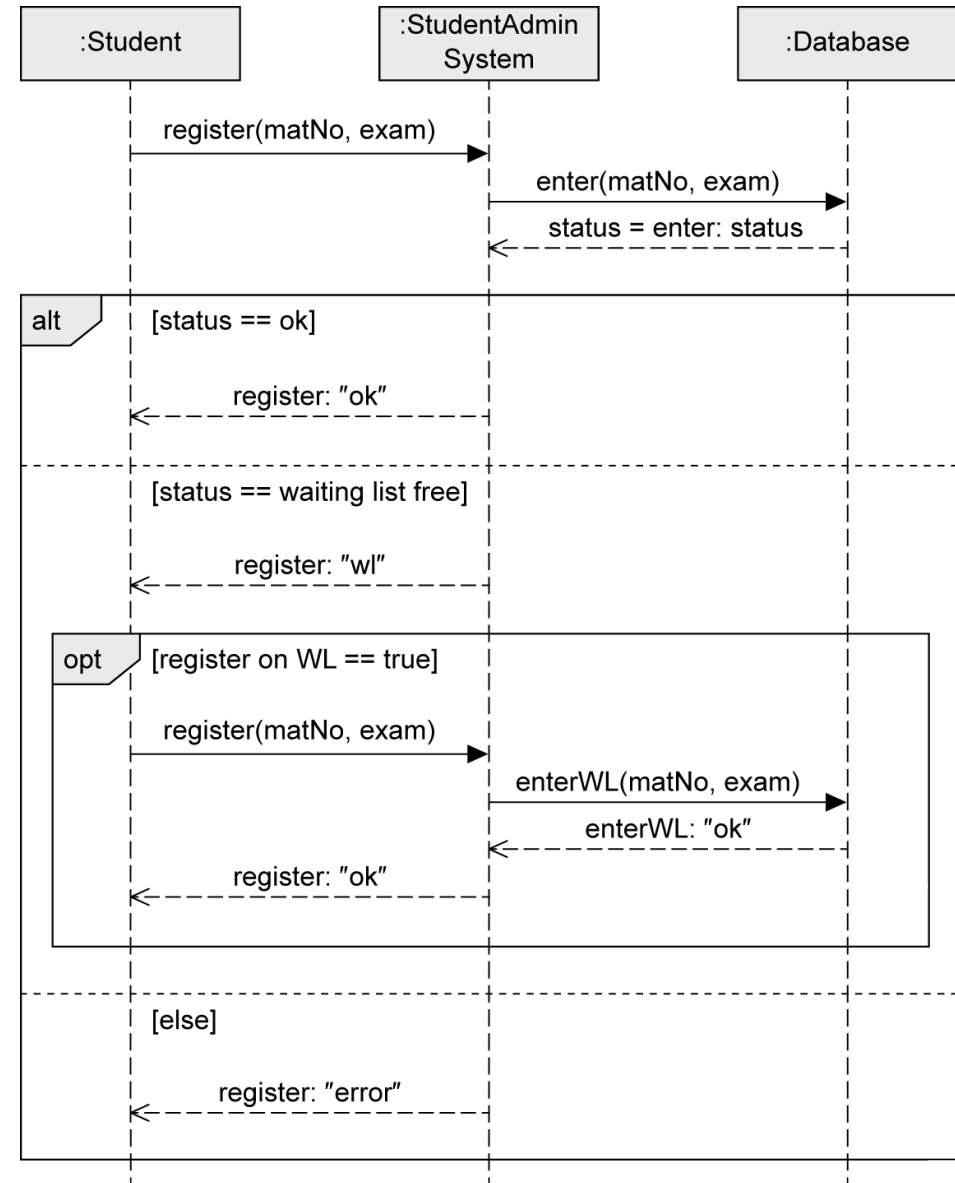 :Student
:StudentAdmin
System
:Database
register(matNo, exam)
enter(matNo, exam)
status = enter: status
alt
[status == ok]
register: "ok"
[status == waiting list free]
register: "wl"
opt
[register on WL == true]
register(matNo, exam)
enterWL(matNo, exam)
enterWL: "ok"
register: "ok"
[else]
register: "error"